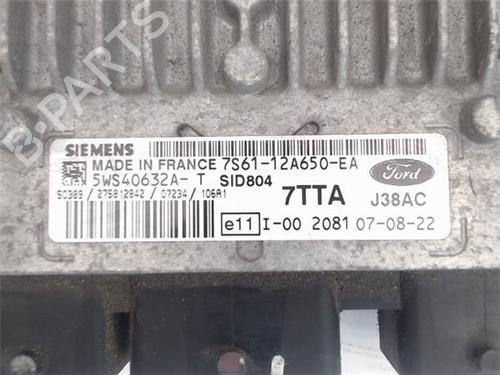 B-PARTS
SIEMENS
MADE IN FRANCE 7S61-12A650-EA
5WS40632A- T SID804
S0389 / 275812842 / 07234 / 106A1
7TTA
Ford
J38AC
e11 I-00 2081 07-08-22